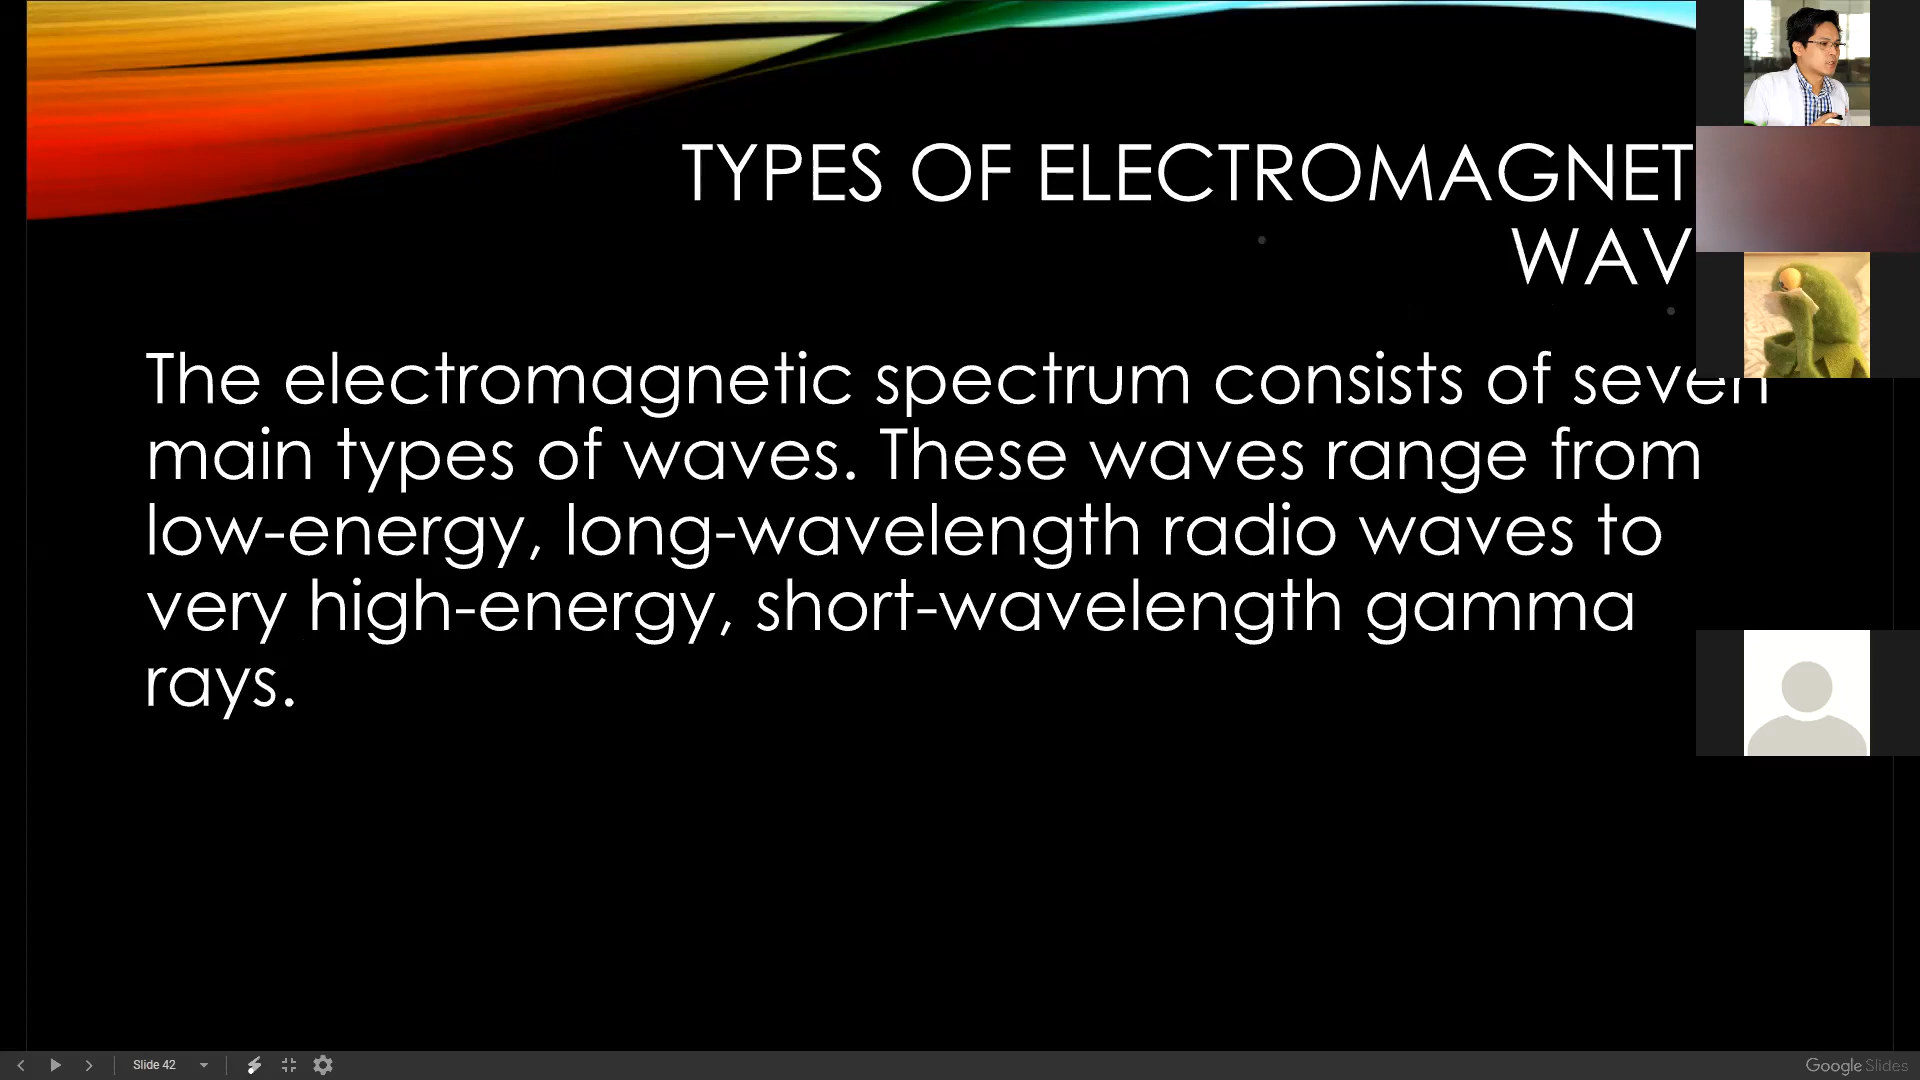 TYPES OF ELECTROMAGNET
WAV
The electromagnetic spectrum consists of seven
main types of waves. These waves range from
low-energy, long-wavelength radio waves to
very high-energy, short-wavelength gamma
rays.
Slide 42
Google Slides